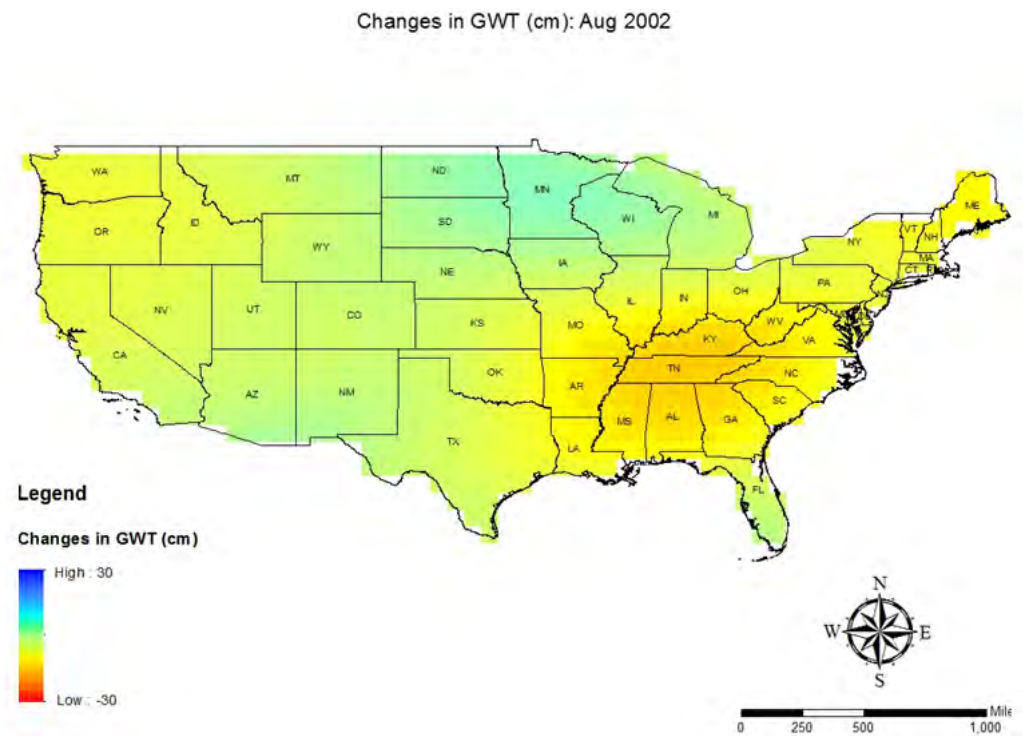 Changes in GWT (cm): Aug 2002
WA
MT
ND
MN
ME
OR
ID
SD
WI
MI
VT
NH
NY
WY
MA
IA
CT
NE
PA
OH
IL
IN
NV
UT
CO
MO
WV
KS
KY
VA
CA
OK
TN
NC
AR
AZ
NM
SC
MS
AL
GA
TX
LA
FL
Legend
Changes in GWT (cm)
High : 30
Low : -30
N
W
E
S
Mile
0
250
500
1,000